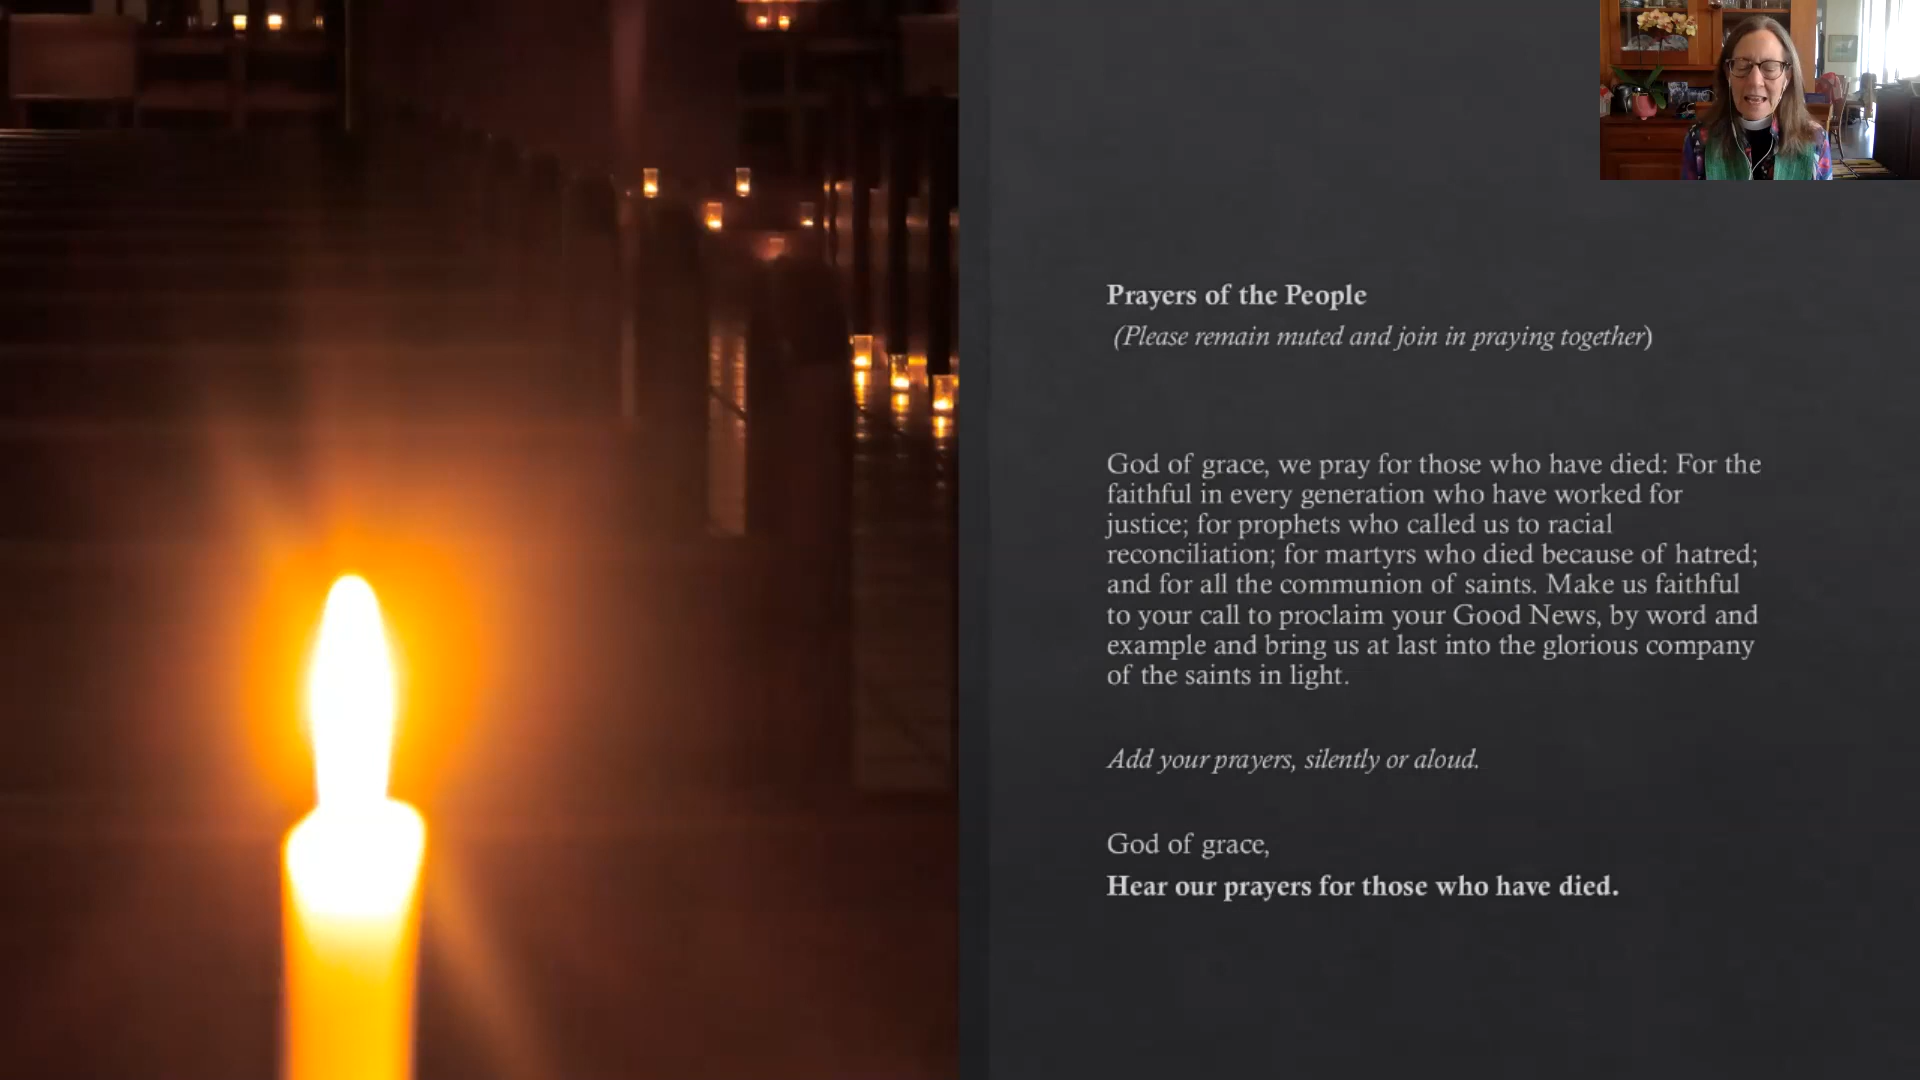 Prayers of the People
(Please remain muted and join in praying together)
God of grace, we pray for those who have died: For the
faithful in every generation who have worked for
justice; for prophets who called us to racial
reconciliation; for martyrs who died because of hatred;
and for all the communion of saints. Make us faithful
to your call to proclaim your Good News, by word and
example and bring us at last into the glorious company
of the saints in light.
Add your prayers, silently or aloud.
God of grace,
Hear our prayers for those who have died.